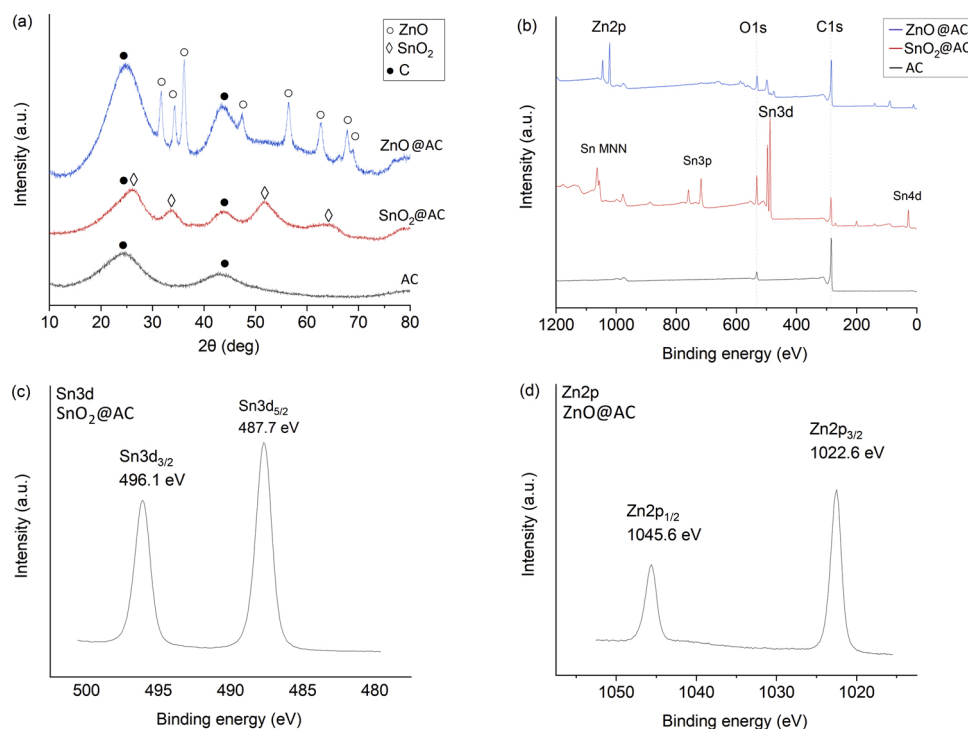 (a)
ZnO
SnO₂
C
ZnO@AC
SnO₂@AC
AC
Intensity (a.u.)
10 20 30 40 50 60 70 80
2θ (deg)
(b)
Zn2p
O1s
C1s
ZnO@AC
SnO₂@AC
AC
Sn3d
Sn MNN
Sn3p
Sn4d
Intensity (a.u.)
1200 1000 800 600 400 200 0
Binding energy (eV)
(c)
Sn3d
SnO₂@AC
Sn3d₅/₂
487.7 eV
Sn3d₃/₂
496.1 eV
Intensity (a.u.)
500 495 490 485 480
Binding energy (eV)
(d)
Zn2p
ZnO@AC
Zn2p₃/₂
1022.6 eV
Zn2p₁/₂
1045.6 eV
Intensity (a.u.)
1050 1040 1030 1020
Binding energy (eV)